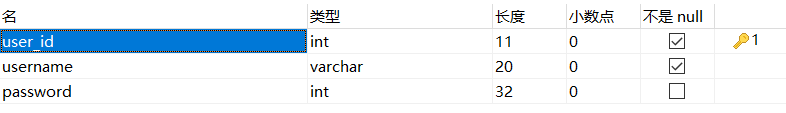 名 类型 长度 小数点 不是 null
user_id int 11 0 1
username varchar 20 0
password int 32 0